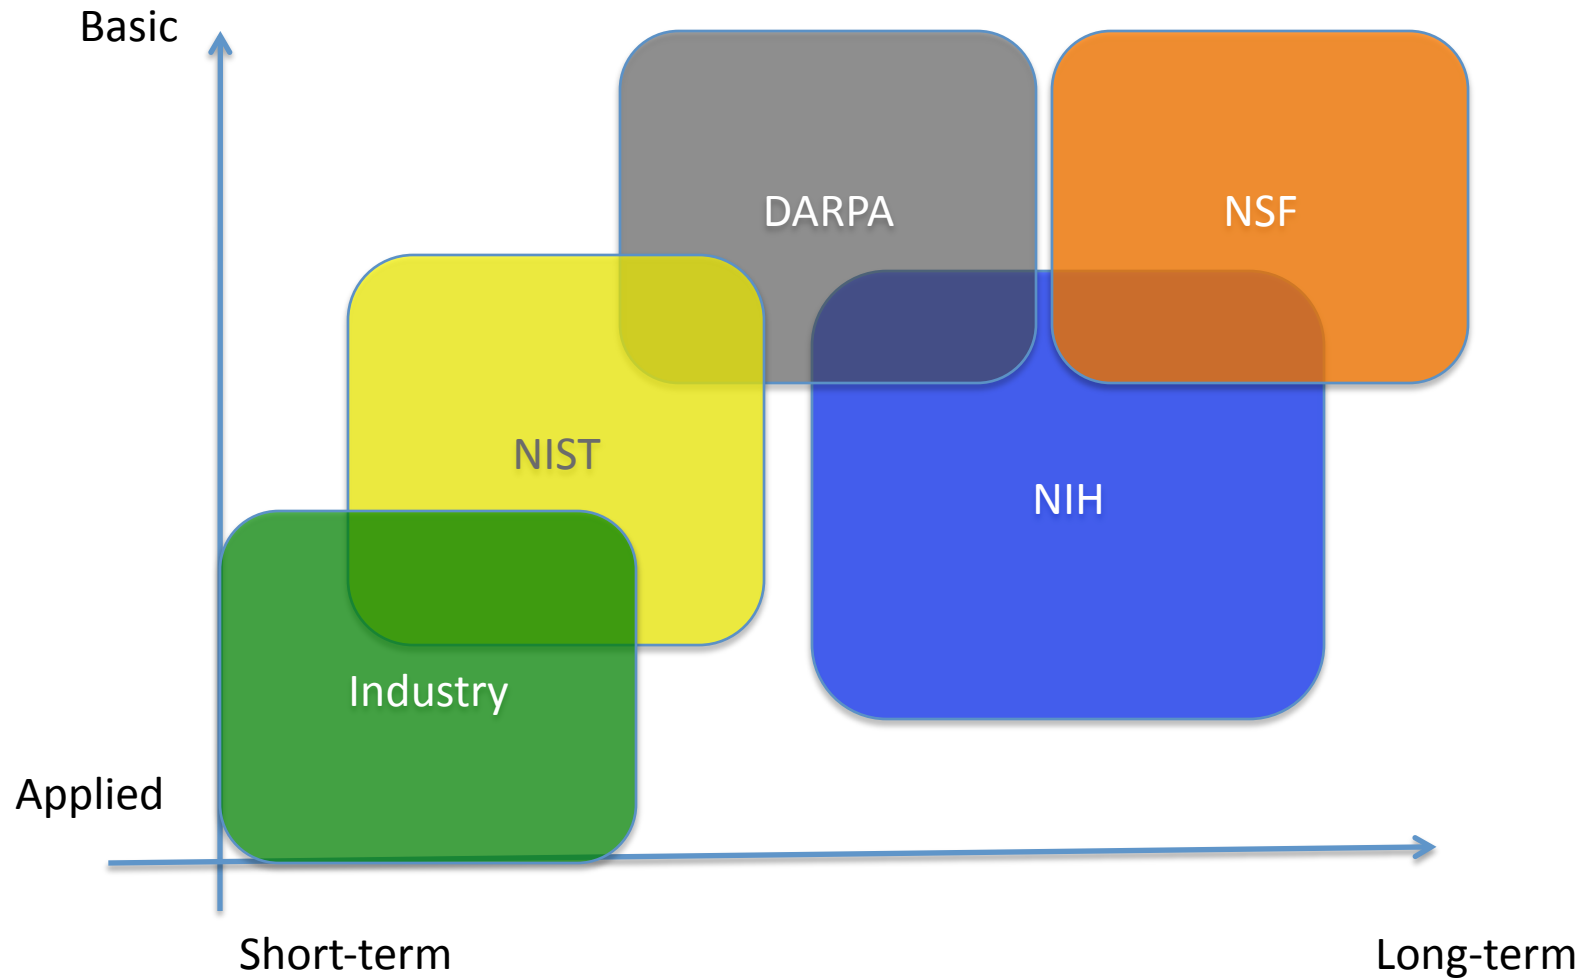 Basic
DARPA
NSF
NIST
NIH
Industry
Applied
Short-term
Long-term